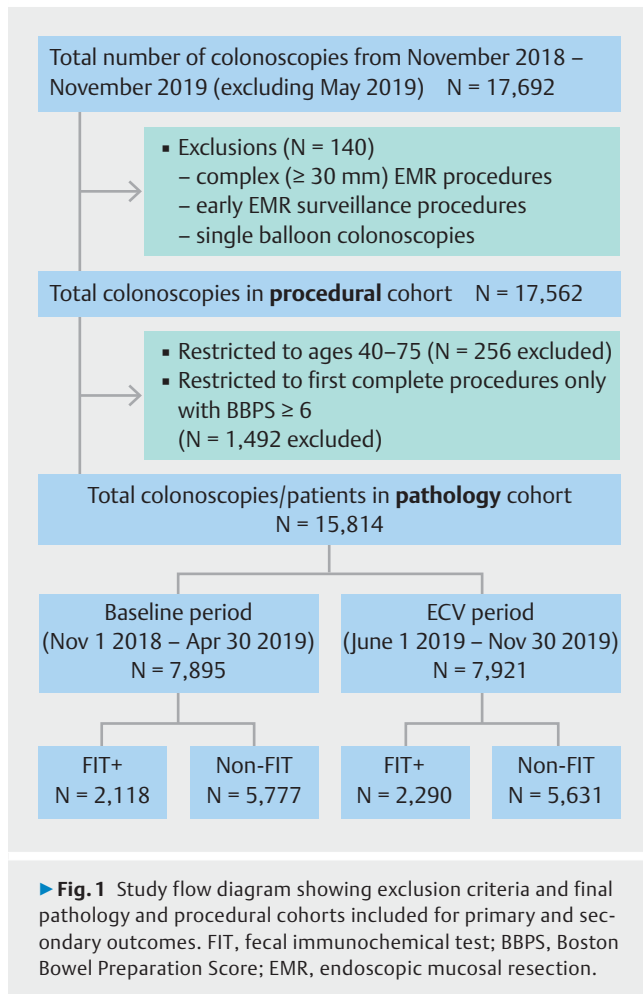 Total number of colonoscopies from November 2018 –
November 2019 (excluding May 2019) N = 17,692
▪ Exclusions (N = 140)
– complex (≥ 30 mm) EMR procedures
– early EMR surveillance procedures
– single balloon colonoscopies
Total colonoscopies in procedural cohort N = 17,562
▪ Restricted to ages 40–75 (N = 256 excluded)
▪ Restricted to first complete procedures only
with BBPS ≥ 6
(N = 1,492 excluded)
Total colonoscopies/patients in pathology cohort
N = 15,814
Baseline period
(Nov 1 2018 – Apr 30 2019)
N = 7,895
ECV period
(June 1 2019 – Nov 30 2019)
N = 7,921
FIT+
N = 2,118
Non-FIT
N = 5,777
FIT+
N = 2,290
Non-FIT
N = 5,631
▶ Fig. 1 Study flow diagram showing exclusion criteria and final
pathology and procedural cohorts included for primary and sec-
ondary outcomes. FIT, fecal immunochemical test; BBPS, Boston
Bowel Preparation Score; EMR, endoscopic mucosal resection.